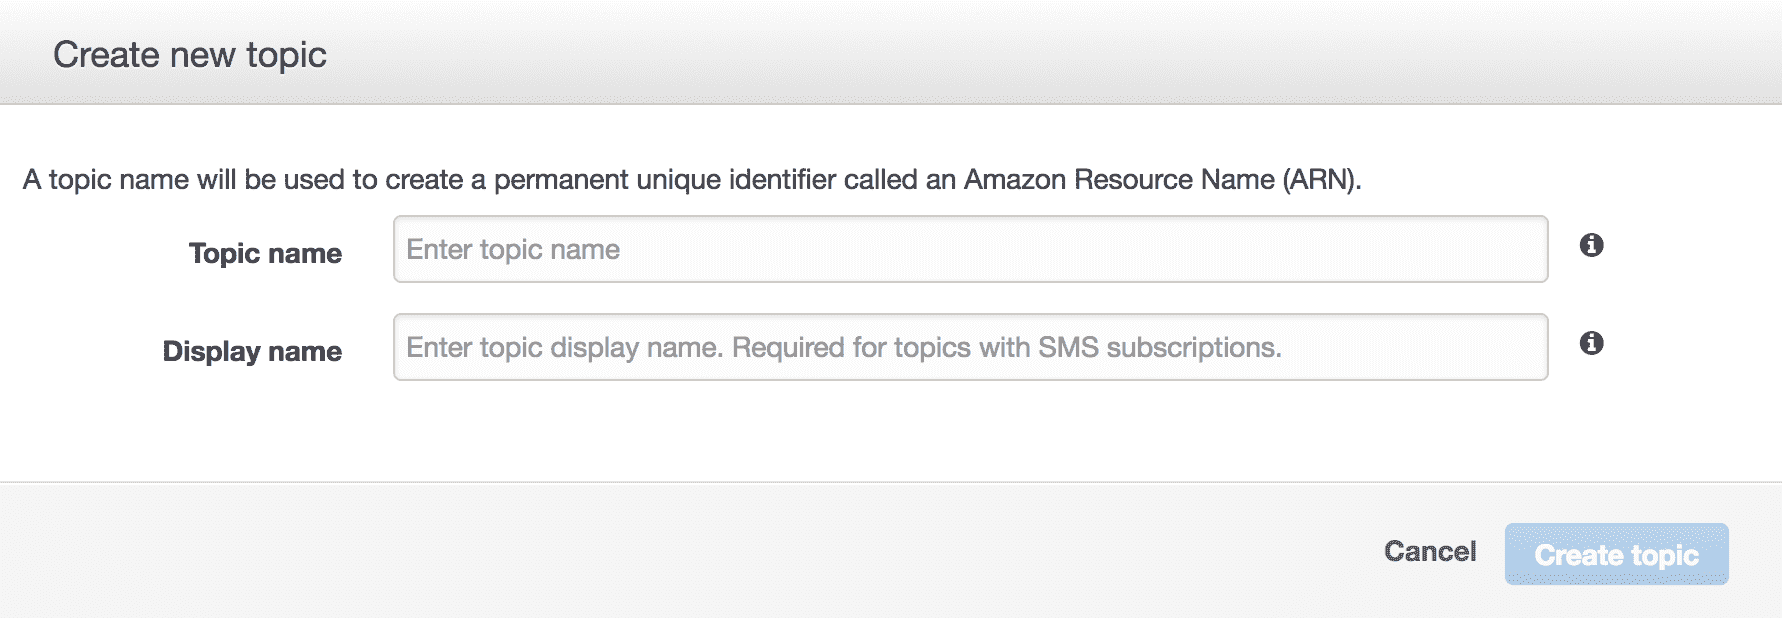 Create new topic
A topic name will be used to create a permanent unique identifier called an Amazon Resource Name (ARN).
Topic name Enter topic name
Display name Enter topic display name. Required for topics with SMS subscriptions.
Cancel Create topic